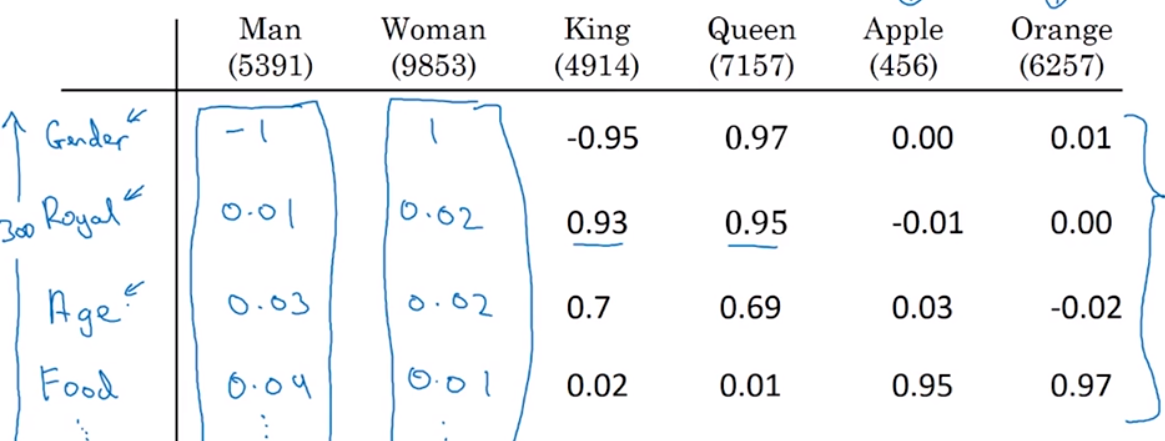 Man Woman King Queen Apple Orange
(5391) (9853) (4914) (7157) (456) (6257)
Gender -1 1 -0.95 0.97 0.00 0.01
300 Royal 0.01 0.02 0.93 0.95 -0.01 0.00
Age 0.03 0.02 0.7 0.69 0.03 -0.02
Food 0.04 0.01 0.02 0.01 0.95 0.97